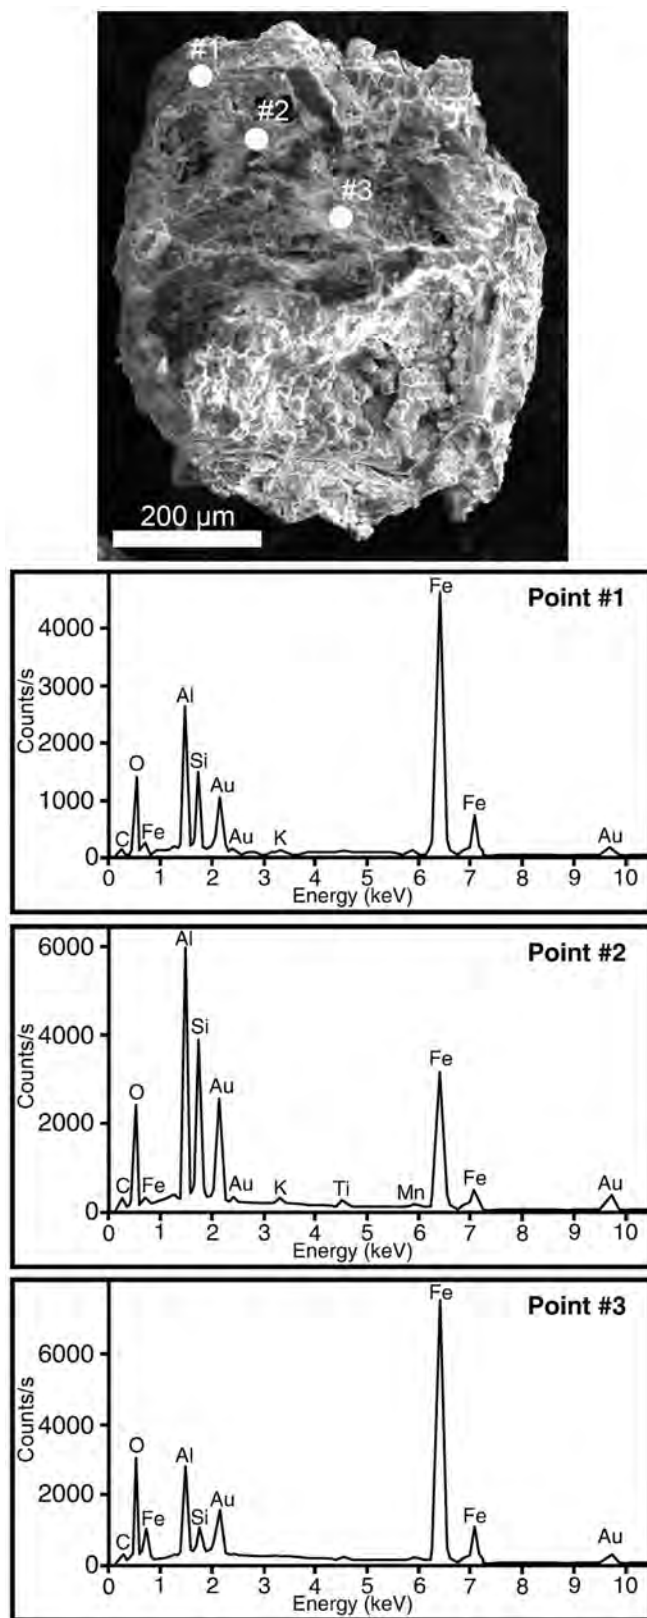 #1
#2
#3
200 µm
Point #1
Counts/s
4000
3000
2000
1000
0
C
O
Fe
Al
Si
Au
Au
K
Fe
Fe
Au
0 1 2 3 4 5 6 7 8 9 10
Energy (keV)
Point #2
Counts/s
6000
4000
2000
0
C
O
Fe
Al
Si
Au
Au
K
Ti
Mn
Fe
Fe
Au
0 1 2 3 4 5 6 7 8 9 10
Energy (keV)
Point #3
Counts/s
6000
4000
2000
0
C
O
Fe
Al
Si
Au
Fe
Fe
Au
0 1 2 3 4 5 6 7 8 9 10
Energy (keV)